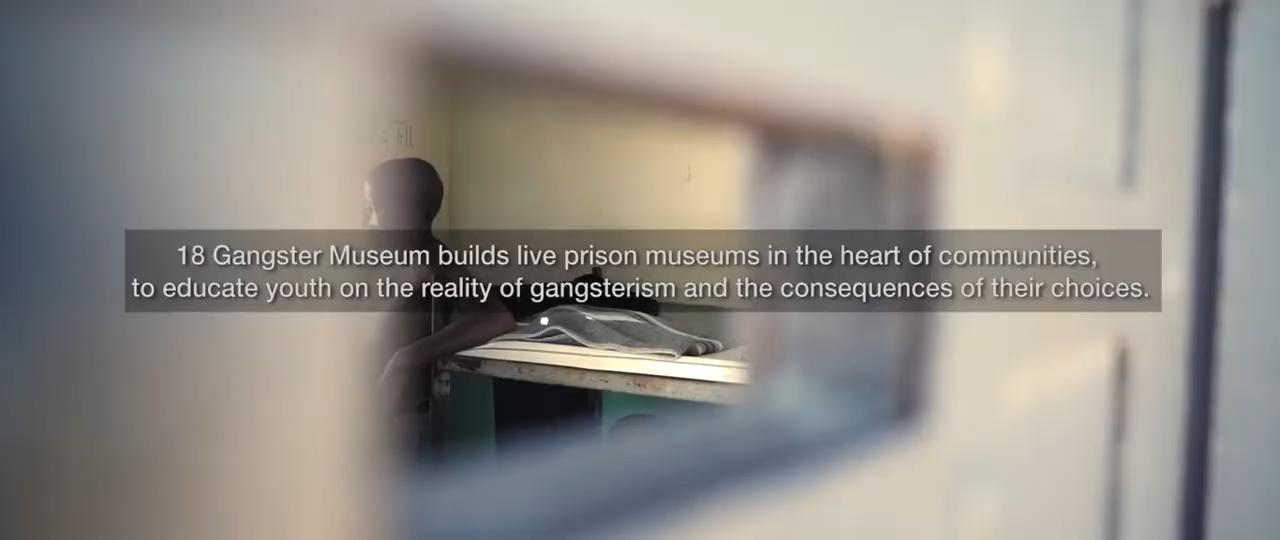 18 Gangster Museum builds live prison museums in the heart of communities,
to educate youth on the reality of gangsterism and the consequences of their choices.